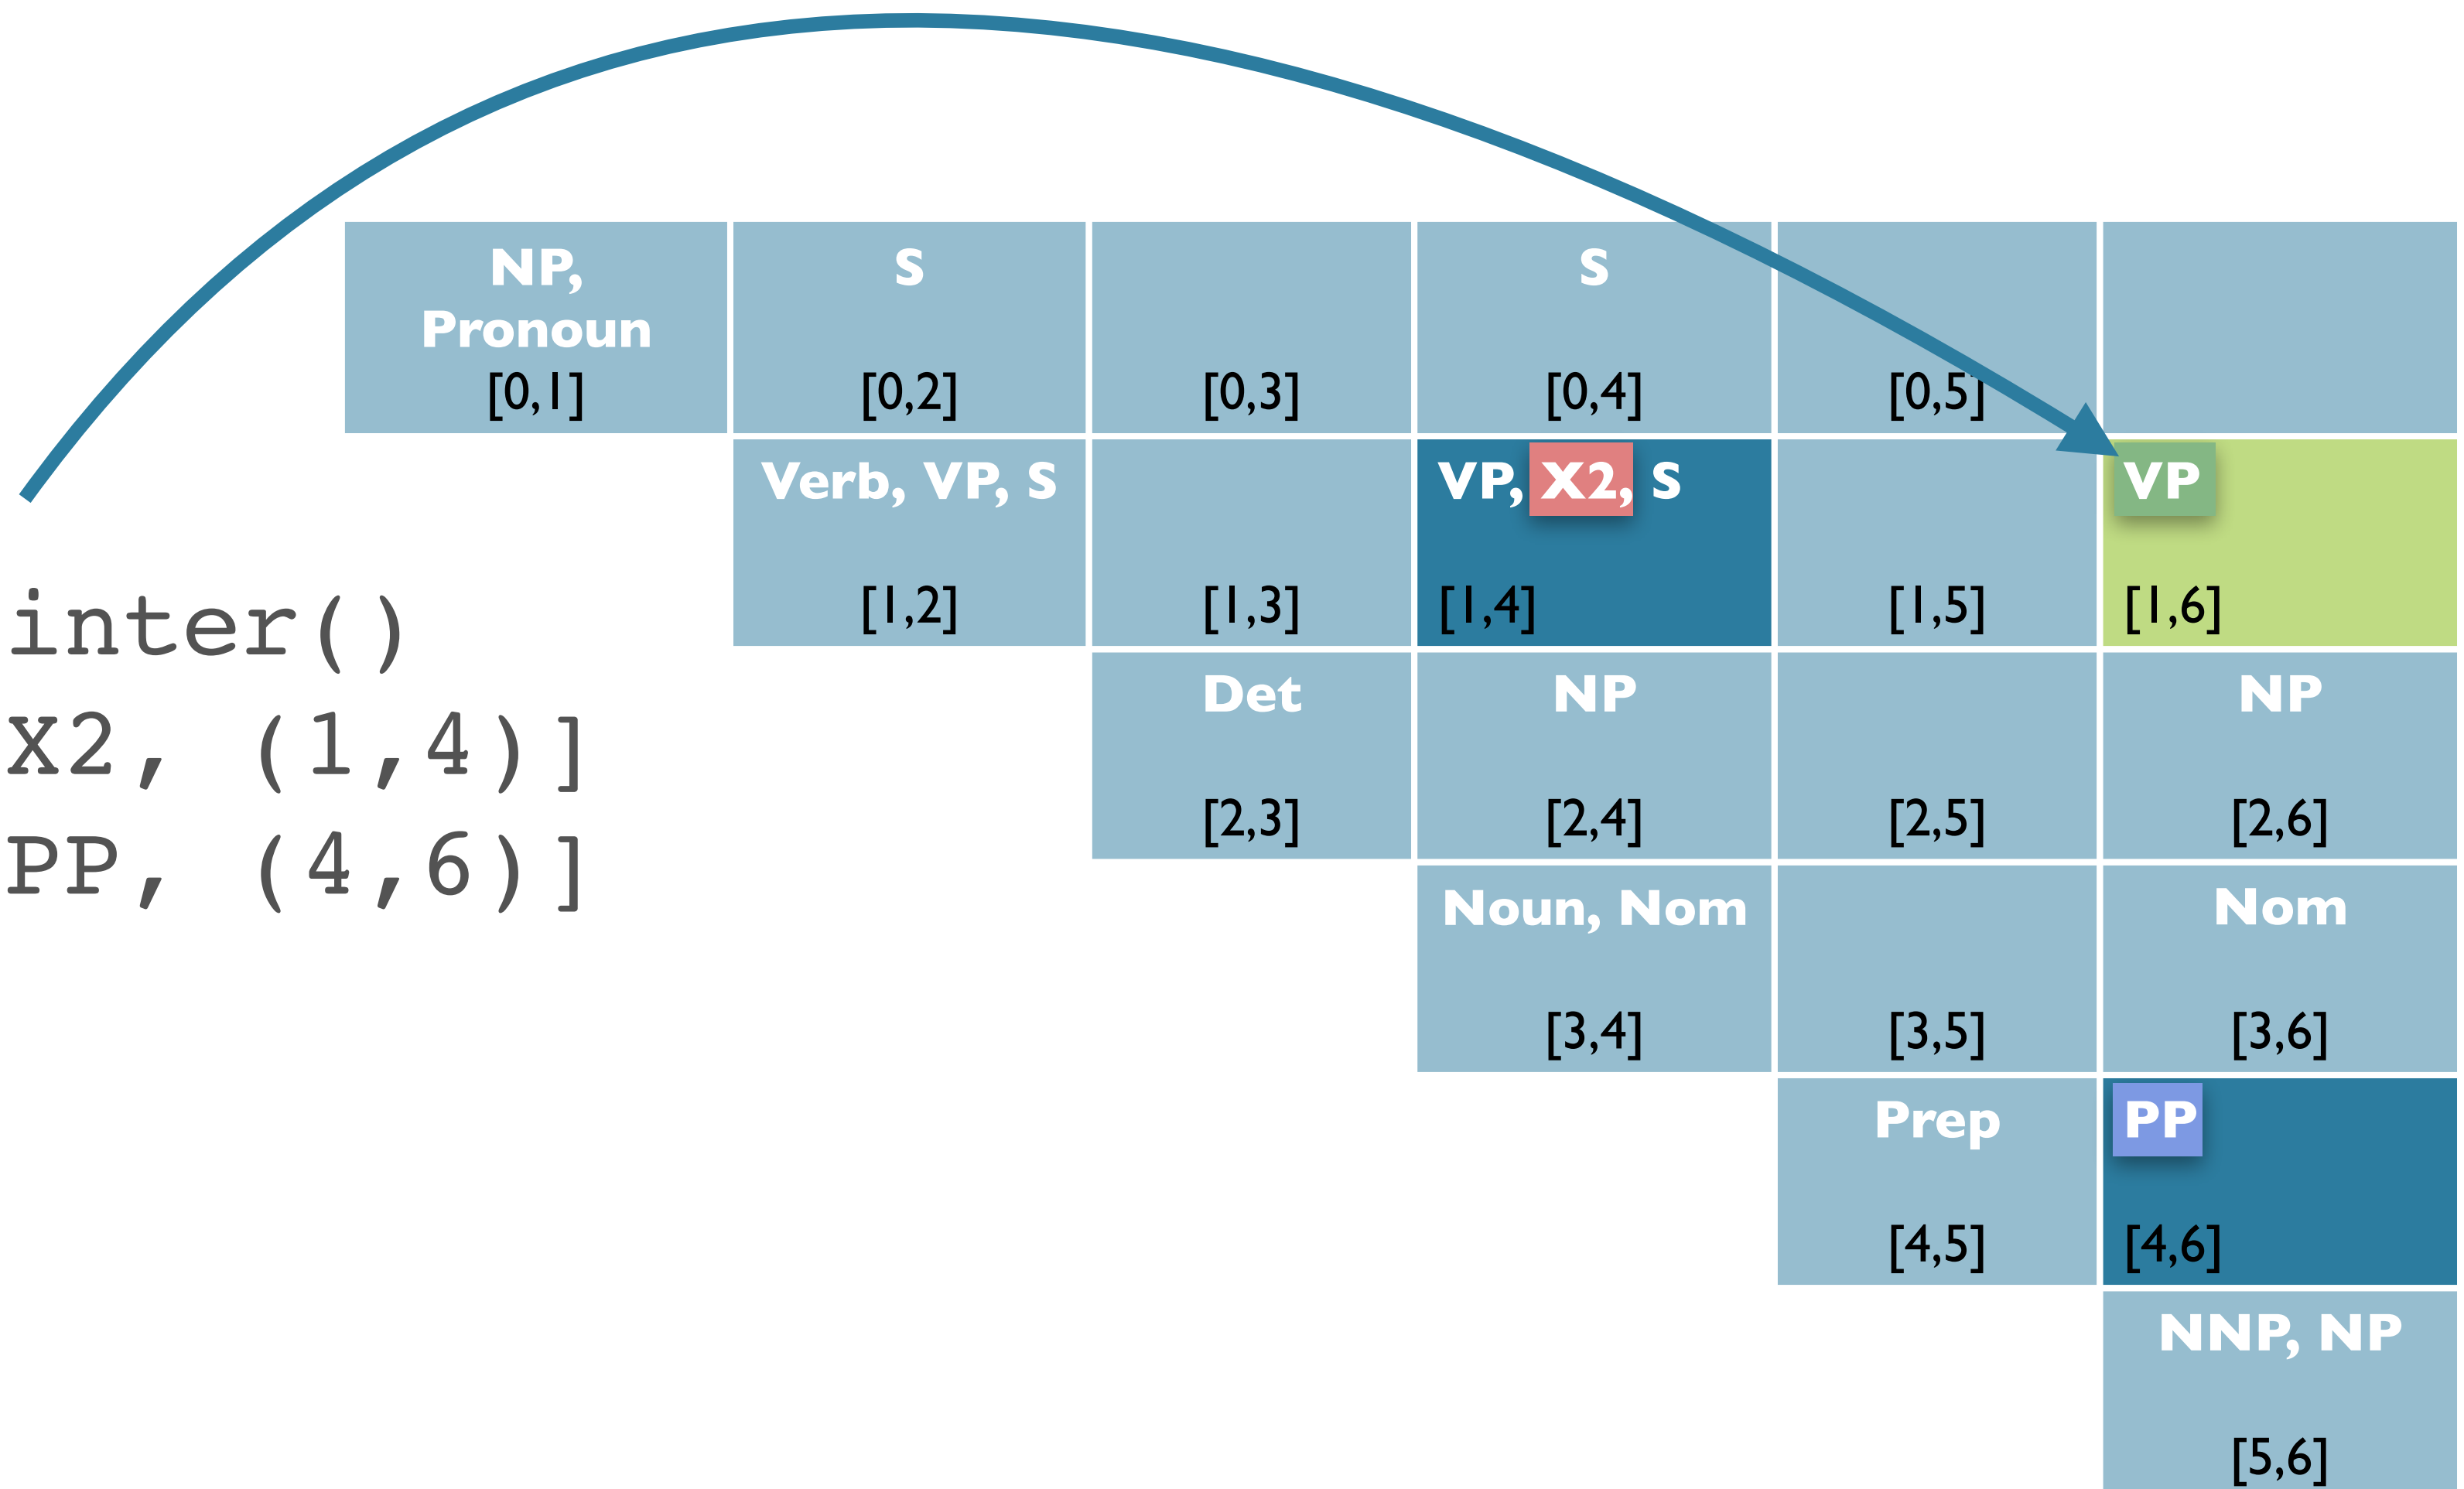 NP,
Pronoun
[0,1]
S
[0,2]
[0,3]
S
[0,4]
[0,5]
Verb, VP, S
[1,2]
[1,3]
VP, X2, S
[1,4]
[1,5]
VP
[1,6]
inter()
X2, (1,4)]
PP, (4,6)]
Det
[2,3]
NP
[2,4]
[2,5]
NP
[2,6]
Noun, Nom
[3,4]
[3,5]
Nom
[3,6]
Prep
[4,5]
PP
[4,6]
NNP, NP
[5,6]